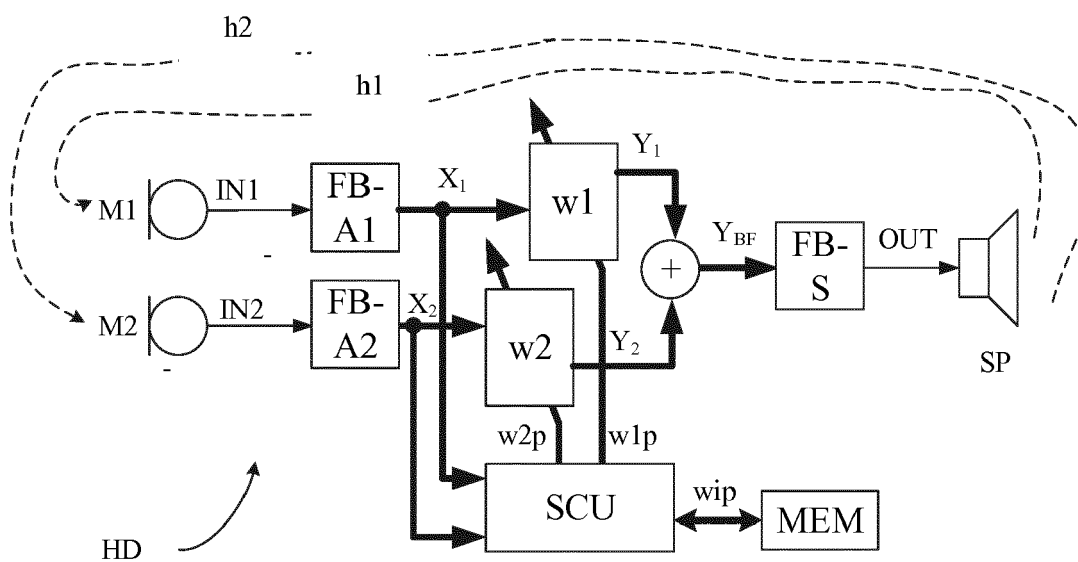 h2
h1
M1
IN1
FB-
A1
X1
w1
Y1
+
YBF
FB-
S
OUT
SP
M2
IN2
FB-
A2
X2
w2
Y2
w2p
w1p
SCU
wip
MEM
HD